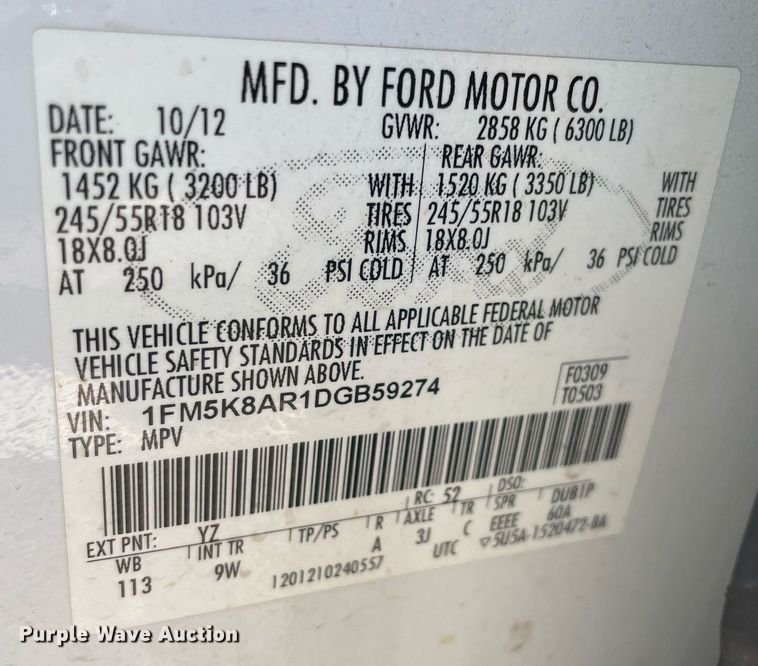 MFD. BY FORD MOTOR CO.
DATE: 10/12 GVWR: 2858 KG ( 6300 LB)
FRONT GAWR: REAR GAWR:
1452 KG ( 3200 LB) WITH 1520 KG ( 3350 LB) WITH
245/55R18 103V TIRES 245/55R18 103V TIRES
18X8.0J RIMS 18X8.0J RIMS
AT 250 kPa/ 36 PSI COLD AT 250 kPa/ 36 PSI COLD
THIS VEHICLE CONFORMS TO ALL APPLICABLE FEDERAL MOTOR
VEHICLE SAFETY STANDARDS IN EFFECT ON THE DATE OF
MANUFACTURE SHOWN ABOVE.
VIN: 1FM5K8AR1DGB59274 F0309
TYPE: MPV T0503
EXT PNT: YZ RC: 52 DSO:
WB INT TR TP/PS R AXLE TR SPR DUB1P
113 9W A 3J C EEEE 60A
1201210240557 UTC ▽5U5A-1520472-BA
Purple Wave Auction